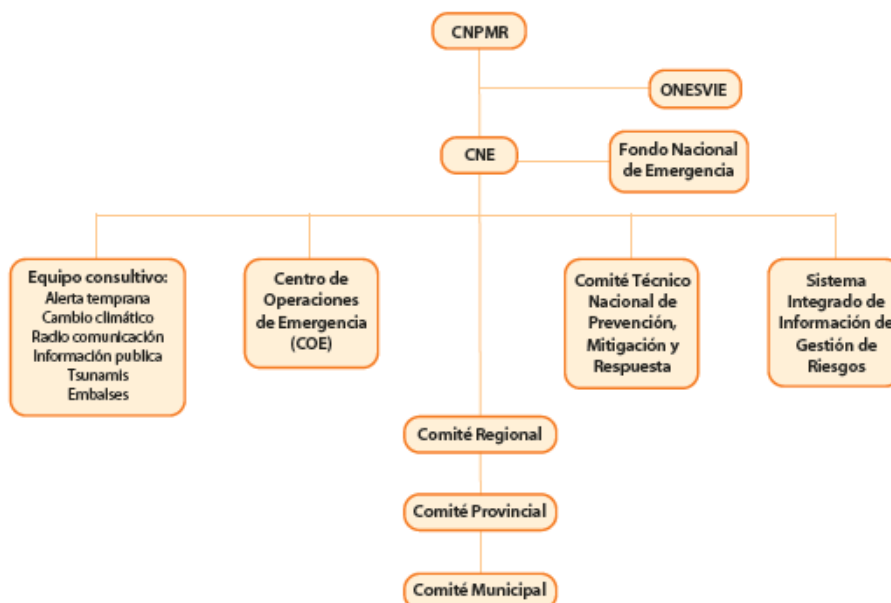 CNPMR
ONESVIE
CNE
Fondo Nacional
de Emergencia
Equipo consultivo:
Alerta temprana
Cambio climático
Radio comunicación
Información publica
Tsunamis
Embalses
Centro de
Operaciones
de Emergencia
(COE)
Comité Técnico
Nacional de
Prevención,
Mitigación y
Respuesta
Sistema
Integrado de
Información de
Gestión de
Riesgos
Comité Regional
Comité Provincial
Comité Municipal